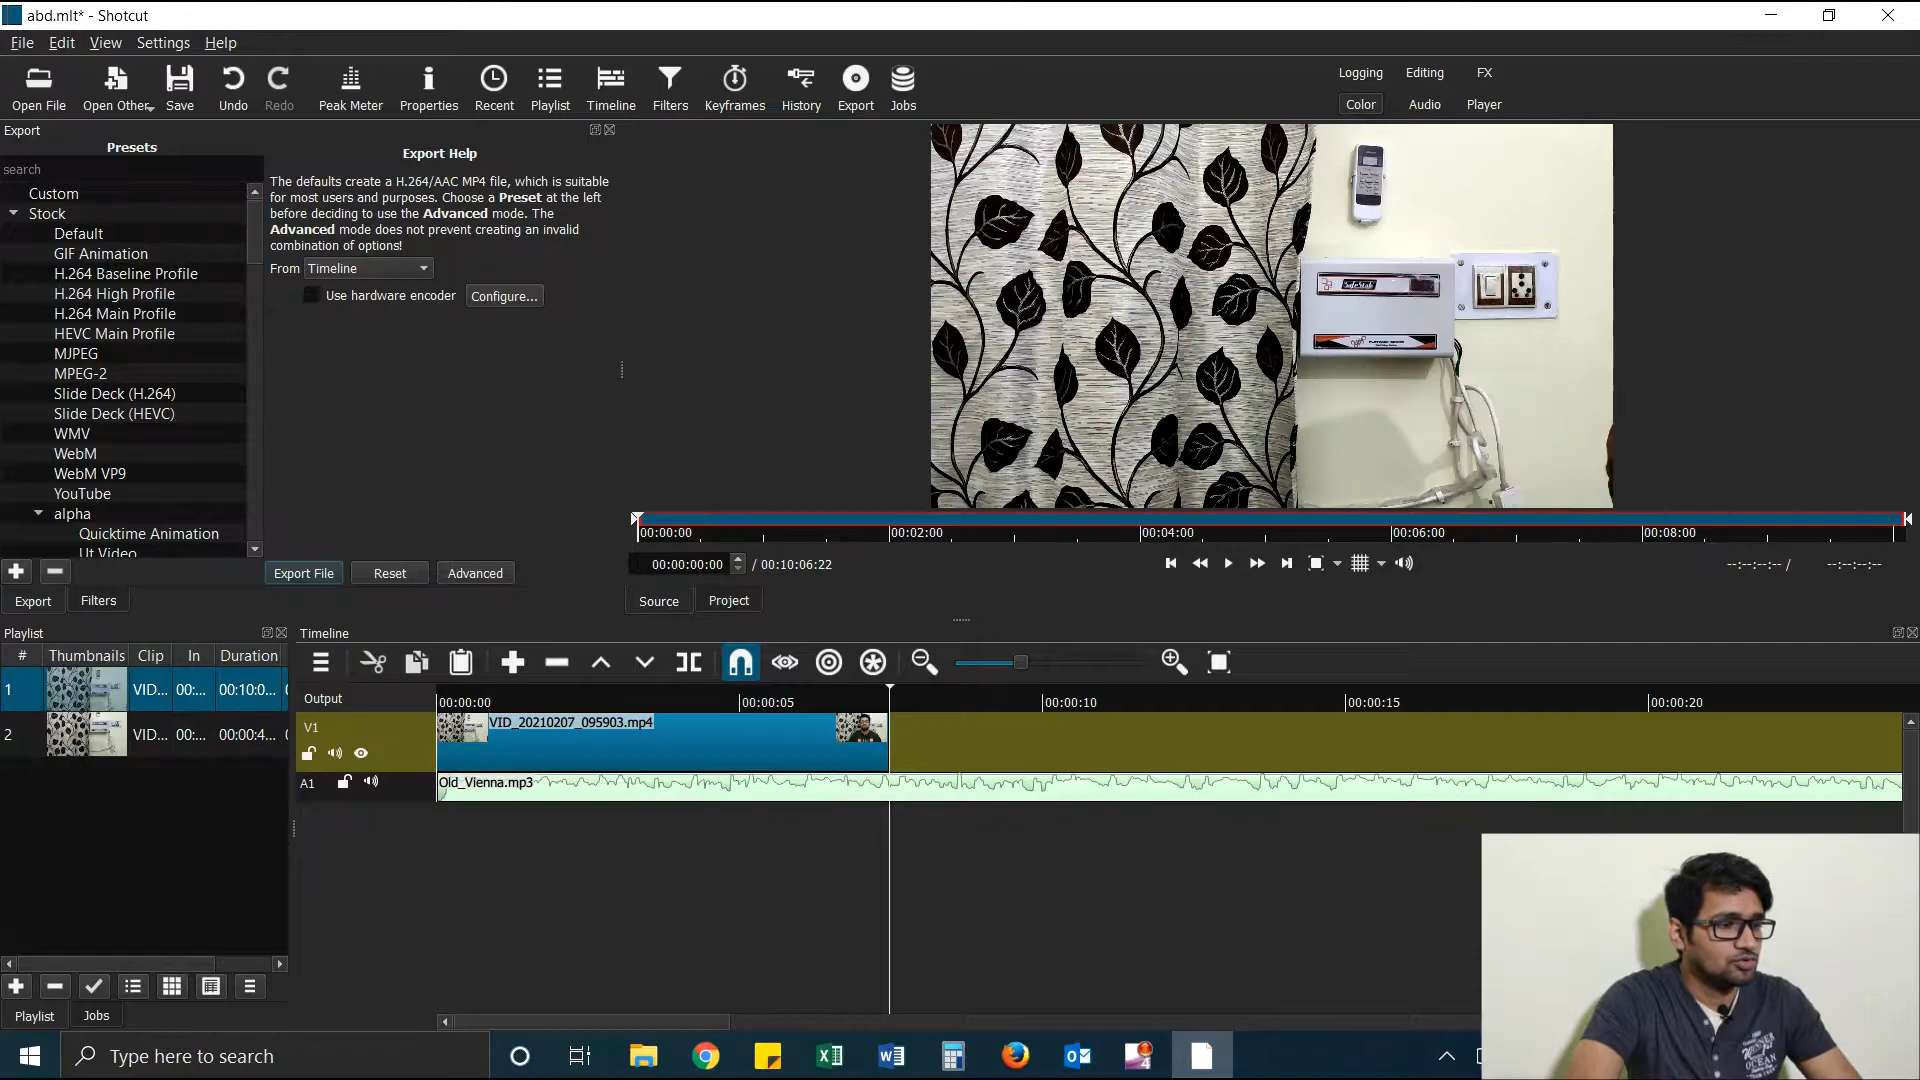 abd.mlt* - Shotcut
File Edit View Settings Help
Open File Open Other Save Undo Redo Peak Meter Properties Recent Playlist Timeline Filters Keyframes History Export Jobs
Logging Editing FX
Color Audio Player
Export
Presets
search
Custom
Stock
Default
GIF Animation
H.264 Baseline Profile
H.264 High Profile
H.264 Main Profile
HEVC Main Profile
MJPEG
MPEG-2
Slide Deck (H.264)
Slide Deck (HEVC)
WMV
WebM
WebM VP9
YouTube
alpha
Quicktime Animation
Ut Video
Export Help
The defaults create a H.264/AAC MP4 file, which is suitable
for most users and purposes. Choose a Preset at the left
before deciding to use the Advanced mode. The
Advanced mode does not prevent creating an invalid
combination of options!
From Timeline
Use hardware encoder Configure...
Export File Reset Advanced
Export Filters
00:00:00 00:02:00 00:04:00 00:06:00 00:08:00
00:00:00:00 / 00:10:06:22
--:--:--:-- / --:--:--:--
Source Project
Playlist
# Thumbnails Clip In Duration
1 VID... 00:... 00:10:0...
2 VID... 00:... 00:00:4...
Playlist Jobs
Timeline
Output
00:00:00 00:00:05 00:00:10 00:00:15 00:00:20
V1
VID_20210207_095903.mp4
A1
Old_Vienna.mp3
Type here to search